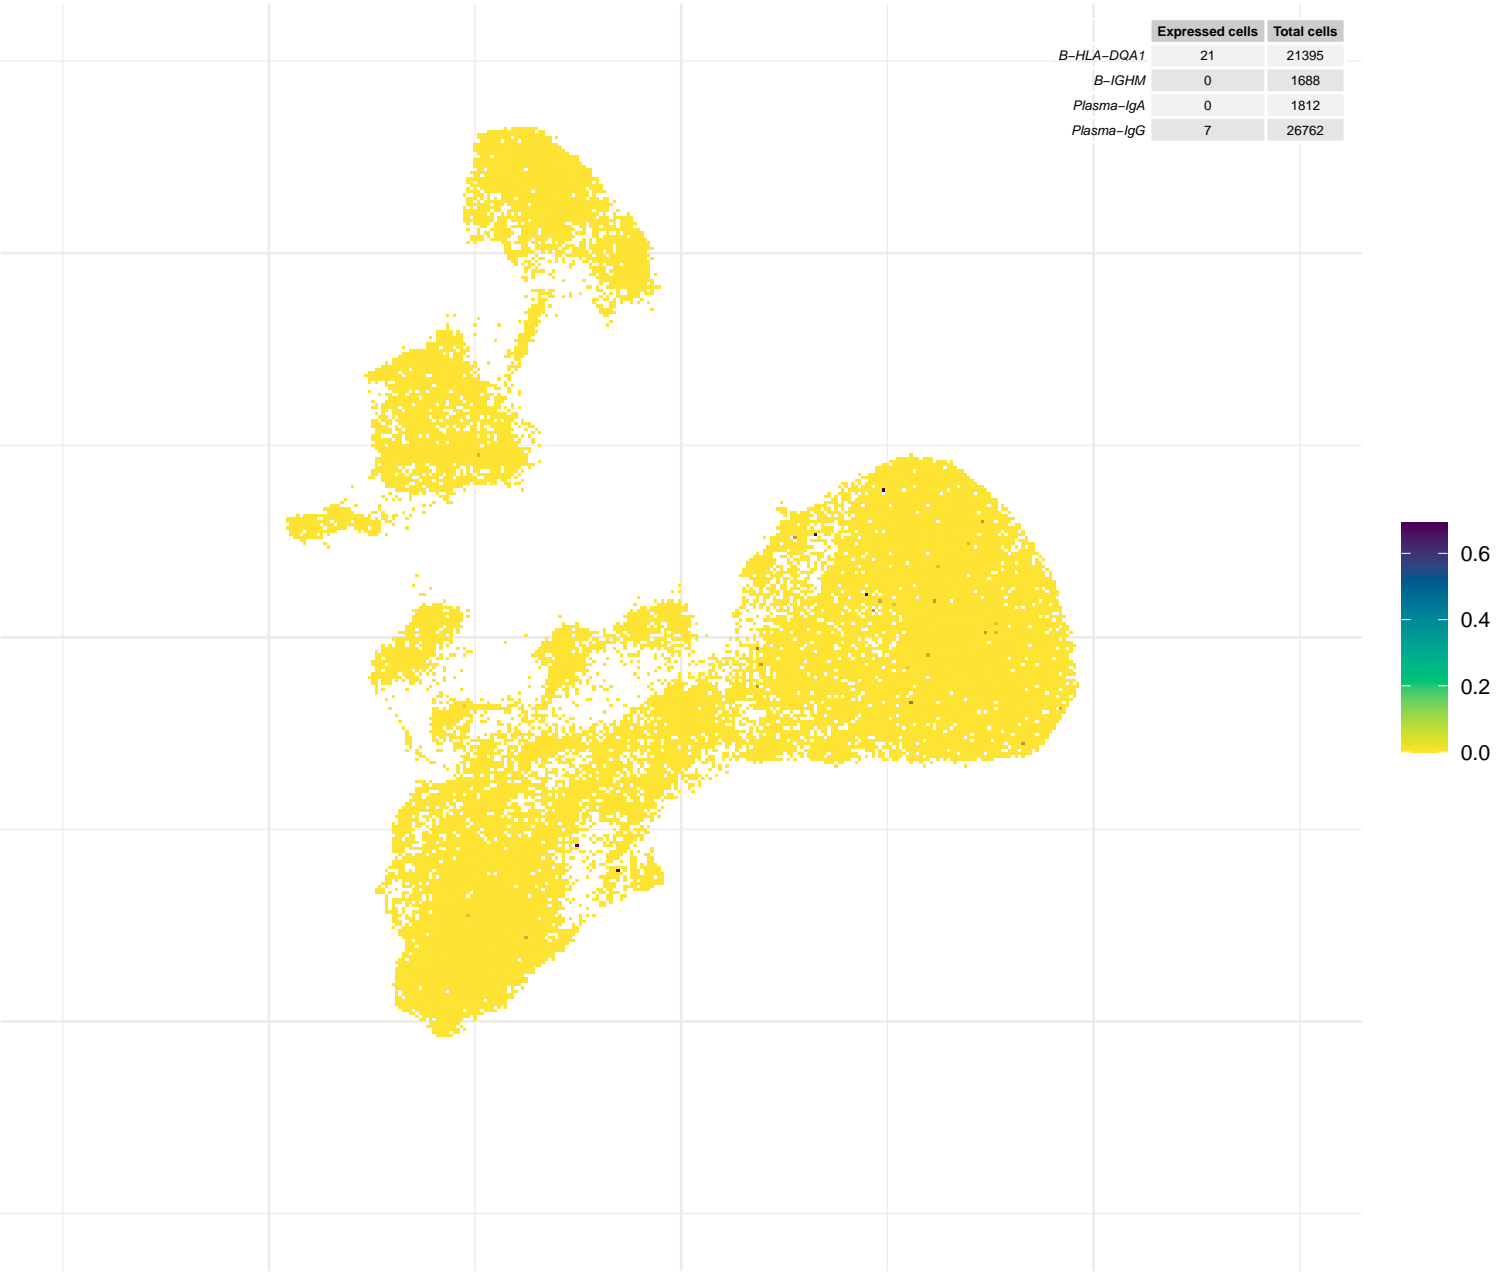 Expressed cells Total cells
B−HLA−DQA1 21 21395
B−IGHM 0 1688
Plasma−IgA 0 1812
Plasma−IgG 7 26762
0.6
0.4
0.2
0.0